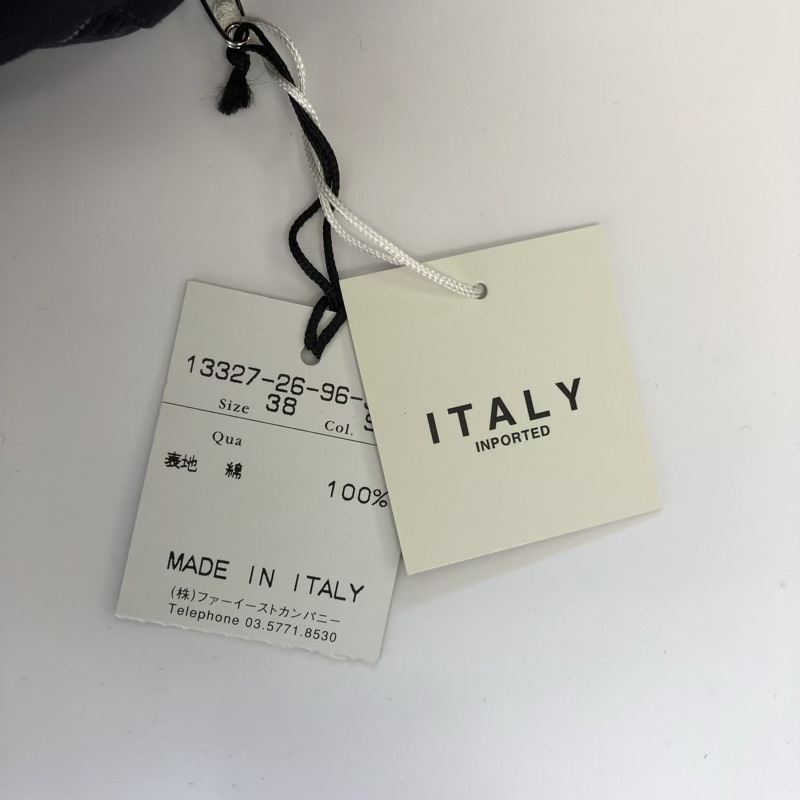 13327-26-96-
Size 38 Col.
Qua
表地 綿
100%
MADE IN ITALY
(株)ファーイーストカンパニー
Telephone 03.5771.8530
ITALY
INPORTED